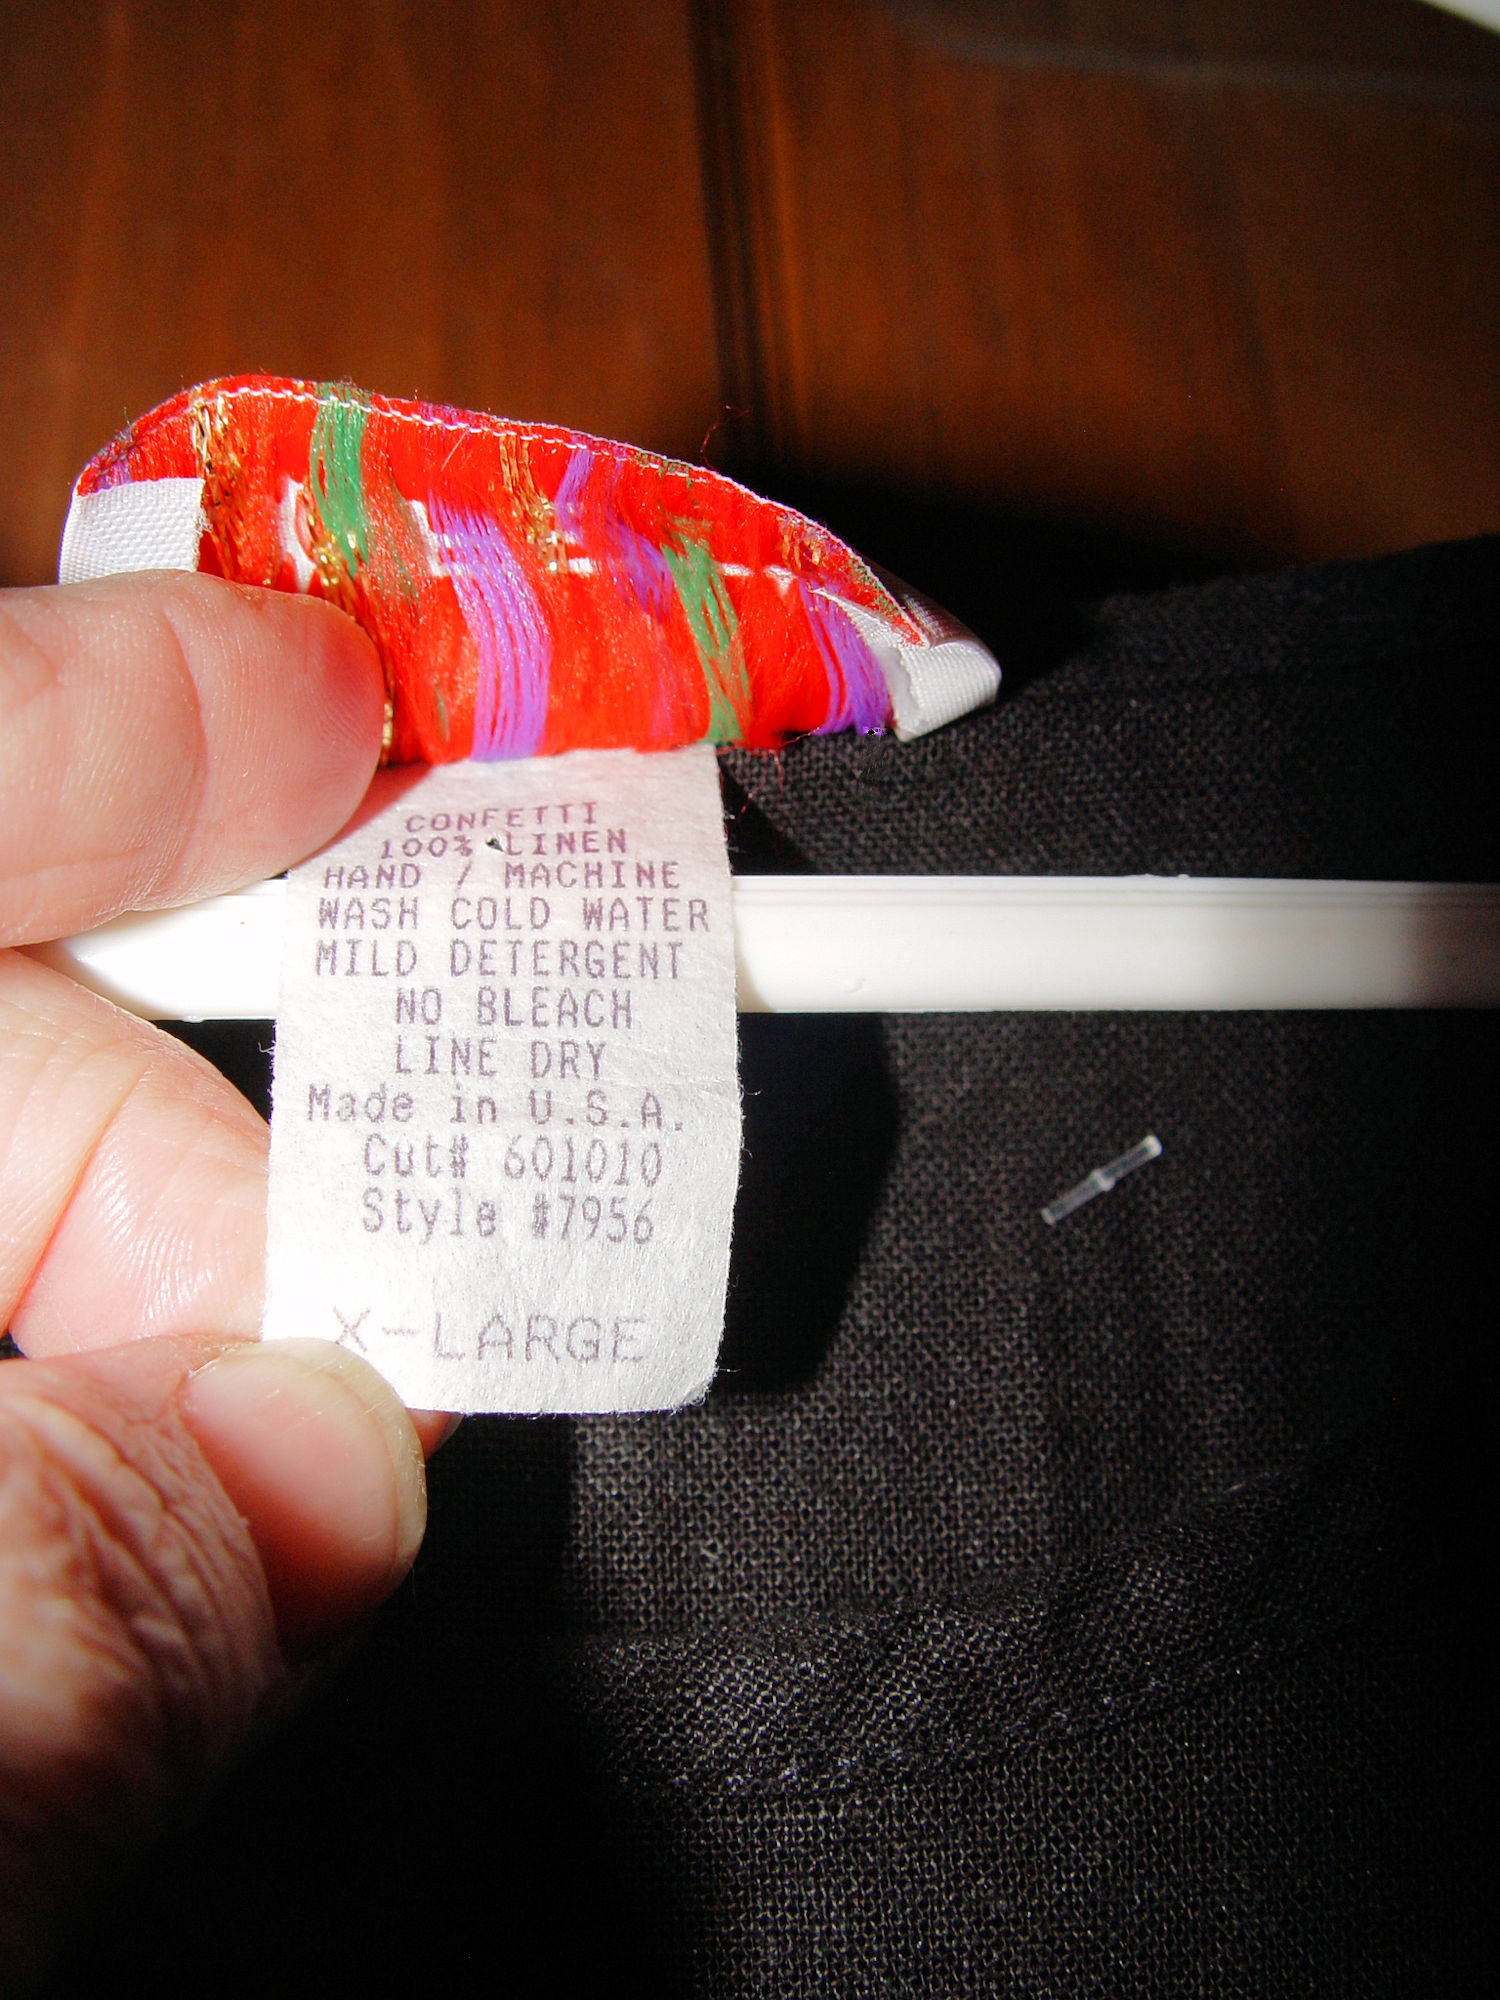 CONFETTI
100% LINEN
HAND / MACHINE
WASH COLD WATER
MILD DETERGENT
NO BLEACH
LINE DRY
Made in U.S.A.
Cut# 601010
Style #7956
X-LARGE